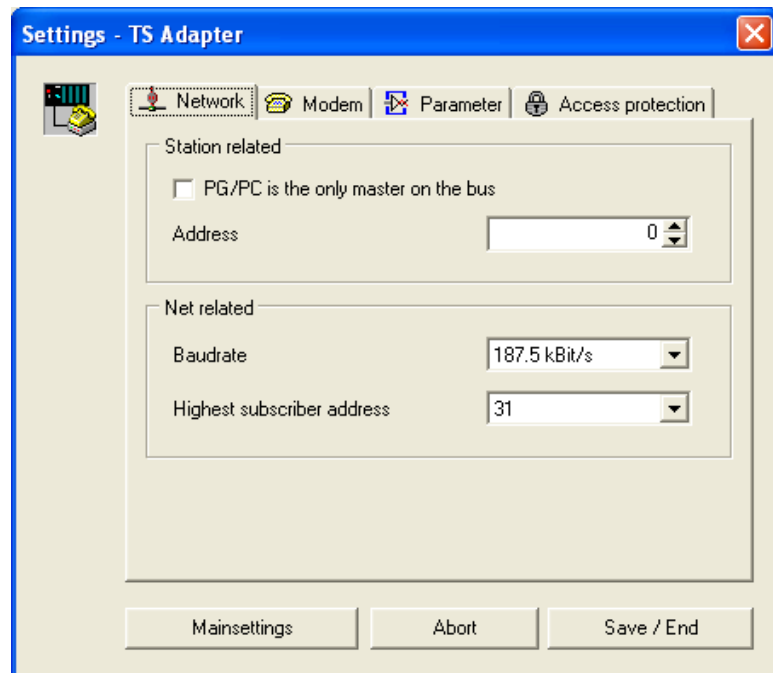 Settings - TS Adapter
Network Modem Parameter Access protection
Station related
PG/PC is the only master on the bus
Address 0
Net related
Baudrate 187.5 kBit/s
Highest subscriber address 31
Mainsettings Abort Save / End